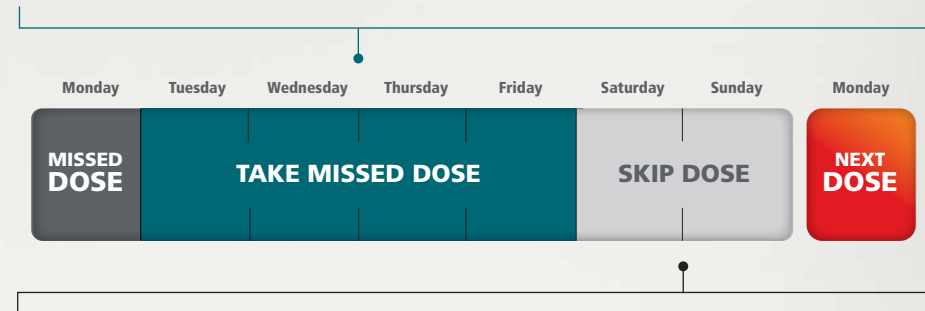 Monday Tuesday Wednesday Thursday Friday Saturday Sunday Monday
MISSED
DOSE
TAKE MISSED DOSE
SKIP DOSE
NEXT
DOSE